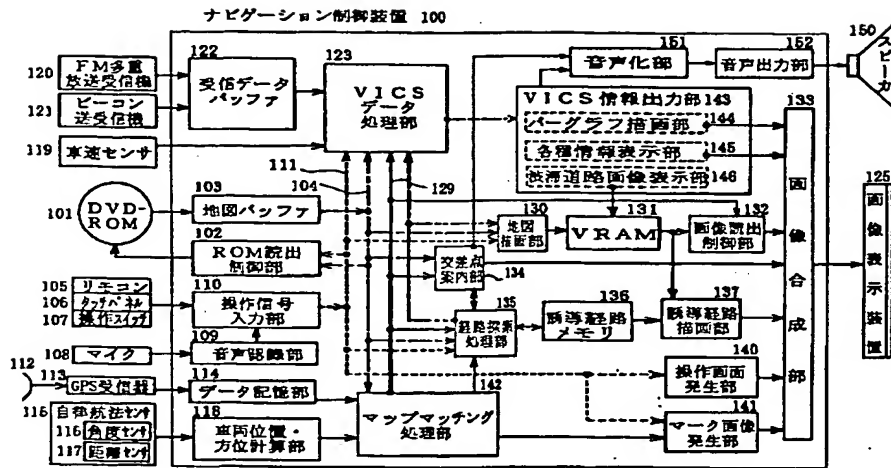 ナビゲーション制御装置 100
120
FM多重
放送受信機
121
ビーコン
送受信機
119
車速センサ
122
受信データ
バッファ
123
VICS
データ
処理部
151
音声化部
152
音声出力部
150
スピーカ
VICS情報出力部 143
バーグラフ描画部 144
各種情報表示部 145
渋滞道路画像表示部 146
133
画像合成部
125
画像表示装置
111
104
129
101
DVD-
ROM
103
地図バッファ
102
ROM読出
制御部
130
地図
描画部
131
VRAM
132
画像読出
制御部
交差点
案内部
134
105
リモコン
106
タッチパネル
107
操作スイッチ
110
操作信号
入力部
135
経路探索
処理部
136
誘導経路
メモリ
137
誘導経路
描画部
108
マイク
109
音声認識部
112
113
GPS受信器
114
データ記憶部
142
マップマッチング
処理部
140
操作画面
発生部
141
マーク画像
発生部
115
自律航法センサ
116
角度センサ
117
距離センサ
118
車両位置・
方位計算部